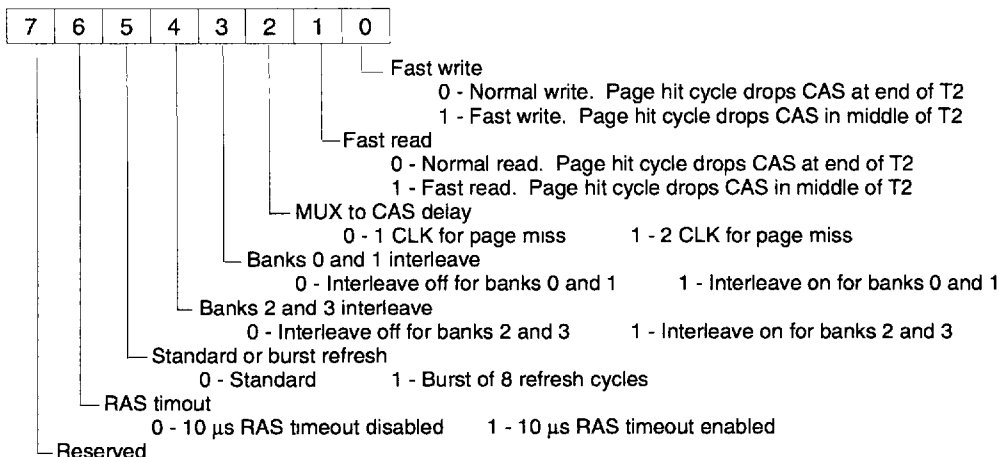 7 6 5 4 3 2 1 0
Fast write
0 - Normal write. Page hit cycle drops CAS at end of T2
1 - Fast write. Page hit cycle drops CAS in middle of T2
Fast read
0 - Normal read. Page hit cycle drops CAS at end of T2
1 - Fast read. Page hit cycle drops CAS in middle of T2
MUX to CAS delay
0 - 1 CLK for page miss 1 - 2 CLK for page miss
Banks 0 and 1 interleave
0 - Interleave off for banks 0 and 1 1 - Interleave on for banks 0 and 1
Banks 2 and 3 interleave
0 - Interleave off for banks 2 and 3 1 - Interleave on for banks 2 and 3
Standard or burst refresh
0 - Standard 1 - Burst of 8 refresh cycles
RAS timout
0 - 10 µs RAS timeout disabled 1 - 10 µs RAS timeout enabled
Reserved